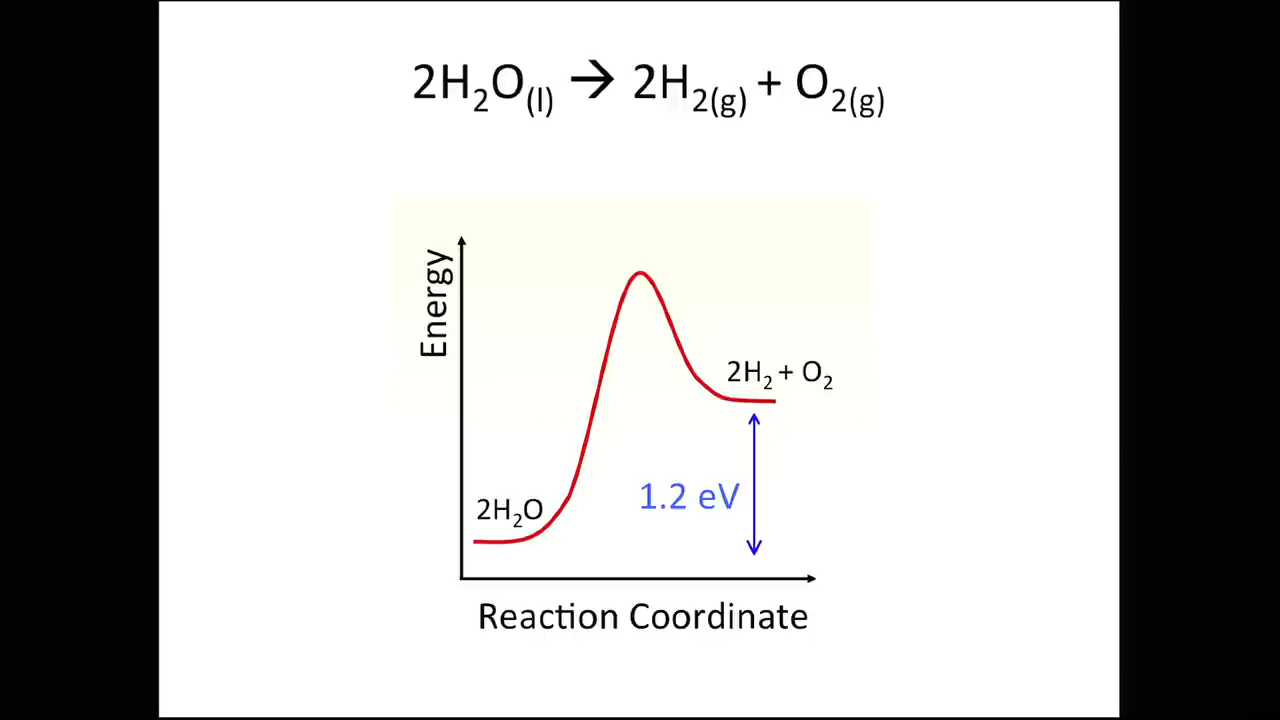 2H₂O₍l₎ → 2H₂(g) + O₂(g)
Energy
2H₂ + O₂
1.2 eV
2H₂O
Reaction Coordinate